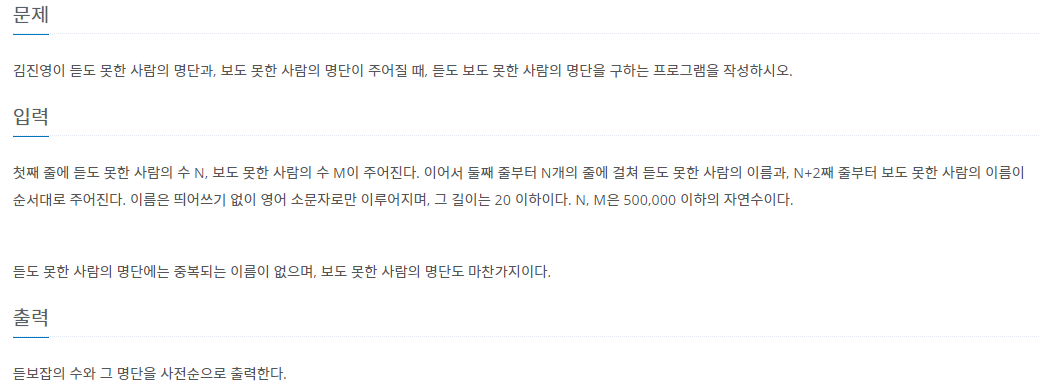 문제
김진영이 듣도 못한 사람의 명단과, 보도 못한 사람의 명단이 주어질 때, 듣도 보도 못한 사람의 명단을 구하는 프로그램을 작성하시오.
입력
첫째 줄에 듣도 못한 사람의 수 N, 보도 못한 사람의 수 M이 주어진다. 이어서 둘째 줄부터 N개의 줄에 걸쳐 듣도 못한 사람의 이름과, N+2째 줄부터 보도 못한 사람의 이름이
순서대로 주어진다. 이름은 띄어쓰기 없이 영어 소문자로만 이루어지며, 그 길이는 20 이하이다. N, M은 500,000 이하의 자연수이다.
듣도 못한 사람의 명단에는 중복되는 이름이 없으며, 보도 못한 사람의 명단도 마찬가지이다.
출력
듣보잡의 수와 그 명단을 사전순으로 출력한다.